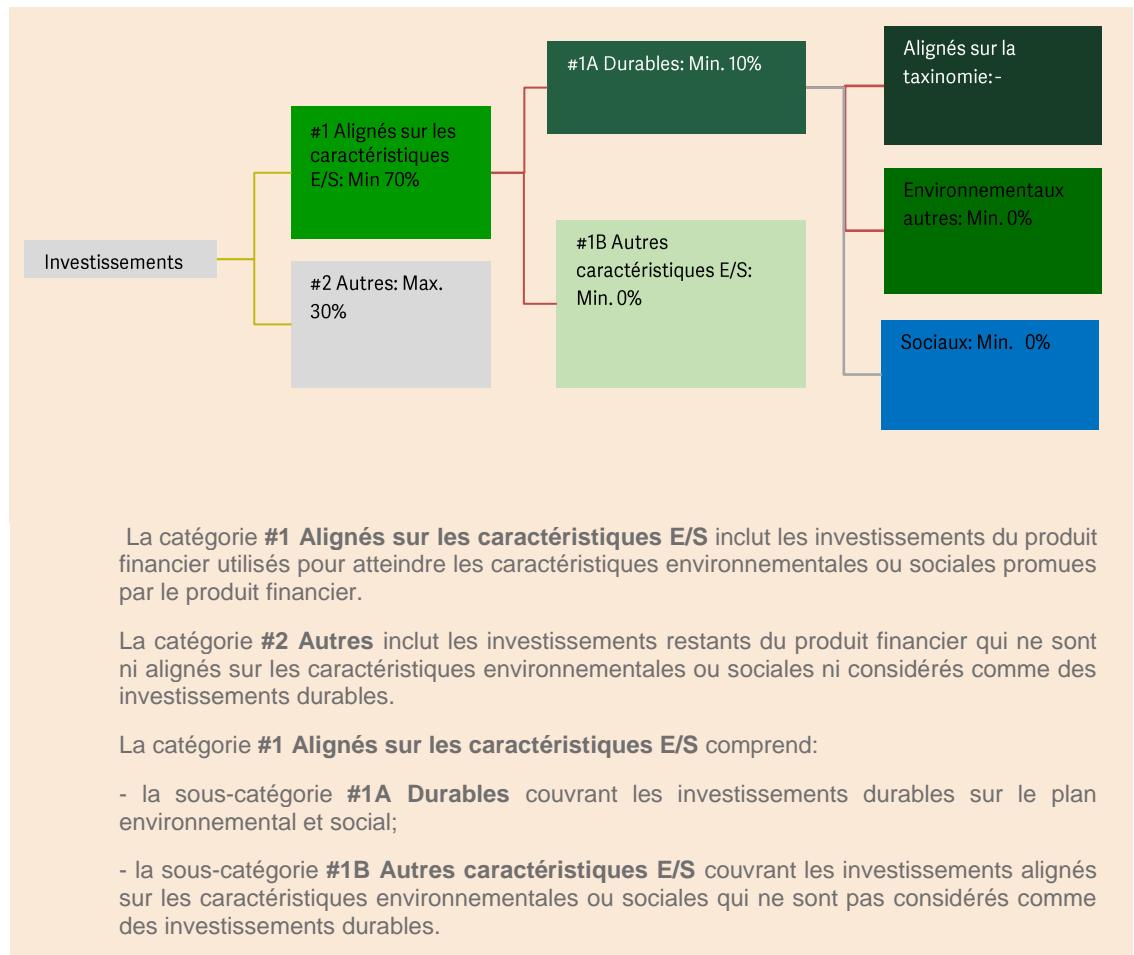 Investissements
#1 Alignés sur les
caractéristiques
E/S: Min 70%
#2 Autres: Max.
30%
#1A Durables: Min. 10%
#1B Autres
caractéristiques E/S:
Min. 0%
Alignés sur la
taxinomie:-
Environnementaux
autres: Min. 0%
Sociaux: Min. 0%
La catégorie #1 Alignés sur les caractéristiques E/S inclut les investissements du produit
financier utilisés pour atteindre les caractéristiques environnementales ou sociales promues
par le produit financier.
La catégorie #2 Autres inclut les investissements restants du produit financier qui ne sont
ni alignés sur les caractéristiques environnementales ou sociales ni considérés comme des
investissements durables.
La catégorie #1 Alignés sur les caractéristiques E/S comprend:
- la sous-catégorie #1A Durables couvrant les investissements durables sur le plan
environnemental et social;
- la sous-catégorie #1B Autres caractéristiques E/S couvrant les investissements alignés
sur les caractéristiques environnementales ou sociales qui ne sont pas considérés comme
des investissements durables.